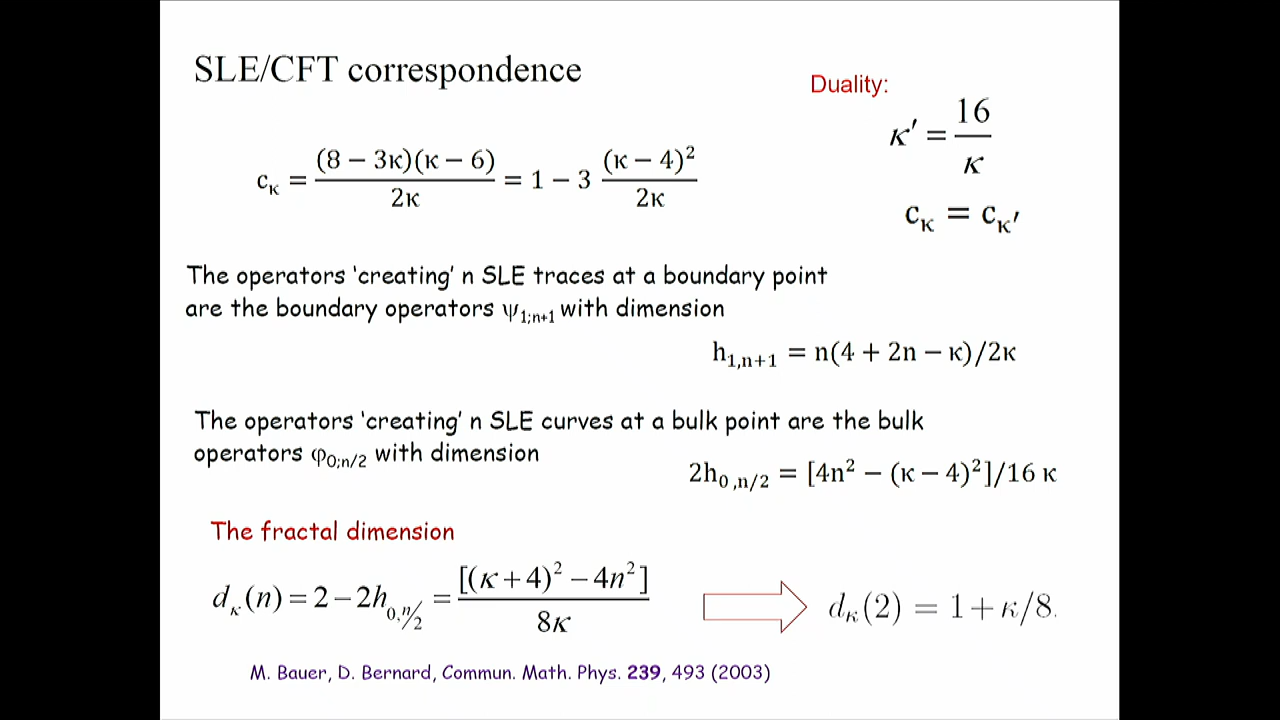 SLE/CFT correspondence
Duality:
κ′ = 16/κ
c_κ = (8 − 3κ)(κ − 6)/2κ = 1 − 3 (κ − 4)²/2κ
c_κ = c_κ′
The operators 'creating' n SLE traces at a boundary point
are the boundary operators ψ_1;n+1 with dimension
h_1,n+1 = n(4 + 2n − κ)/2κ
The operators 'creating' n SLE curves at a bulk point are the bulk
operators φ_0;n/2 with dimension
2h_0,n/2 = [4n² − (κ − 4)²]/16 κ
The fractal dimension
d_κ(n) = 2 − 2h_0,n/2 = [(κ + 4)² − 4n²]/8κ
d_κ(2) = 1 + κ/8.
M. Bauer, D. Bernard, Commun. Math. Phys. 239, 493 (2003)